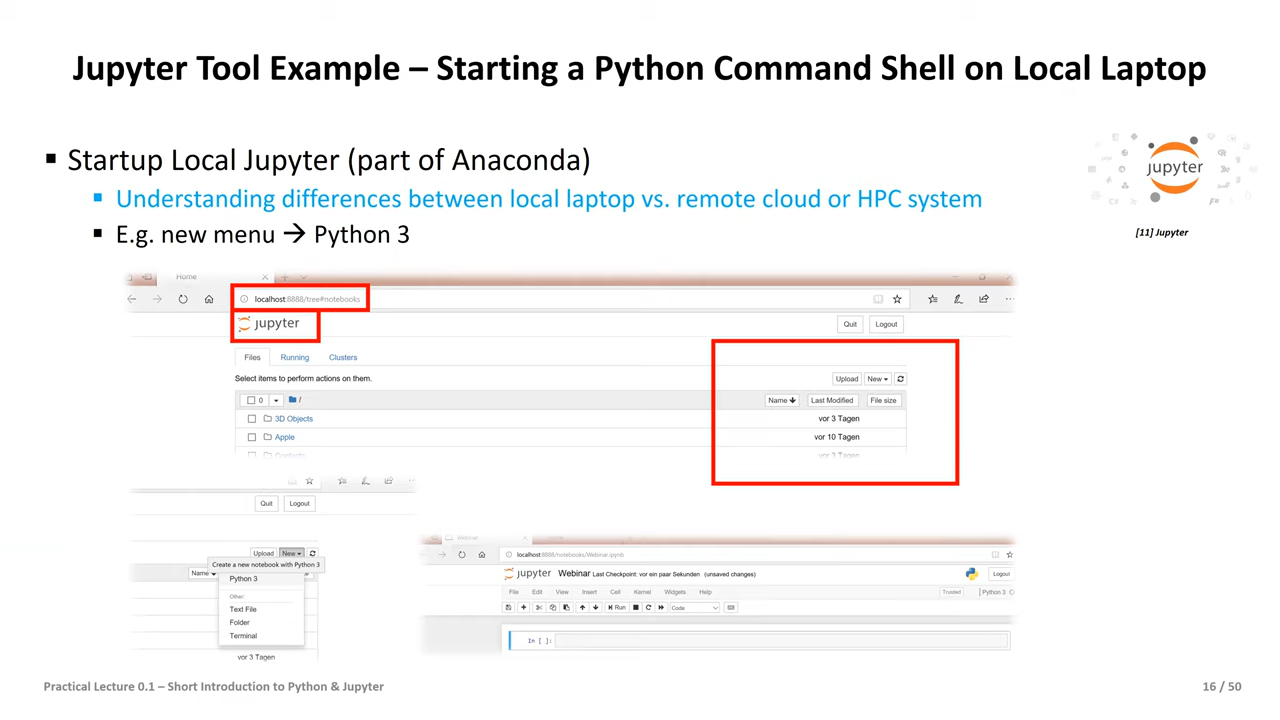 Jupyter Tool Example – Starting a Python Command Shell on Local Laptop
▪ Startup Local Jupyter (part of Anaconda)
▪ Understanding differences between local laptop vs. remote cloud or HPC system
▪ E.g. new menu → Python 3
jupyter
[11] Jupyter
Home
localhost:8888/tree#notebooks
jupyter
Quit Logout
Files Running Clusters
Select items to perform actions on them.
Upload New
0 / Name Last Modified File size
3D Objects vor 3 Tagen
Apple vor 10 Tagen
Contacts vor 3 Tagen
Quit Logout
Upload New
Create a new notebook with Python 3
Name
Python 3
Other:
Text File
Folder
Terminal
vor 3 Tagen
Webinar Home
localhost:8888/notebooks/Webinar.ipynb
jupyter Webinar Last Checkpoint: vor ein paar Sekunden (unsaved changes) Logout
File Edit View Insert Cell Kernel Widgets Help Trusted Python 3
Run Code
In [ ]:
Practical Lecture 0.1 – Short Introduction to Python & Jupyter
16 / 50